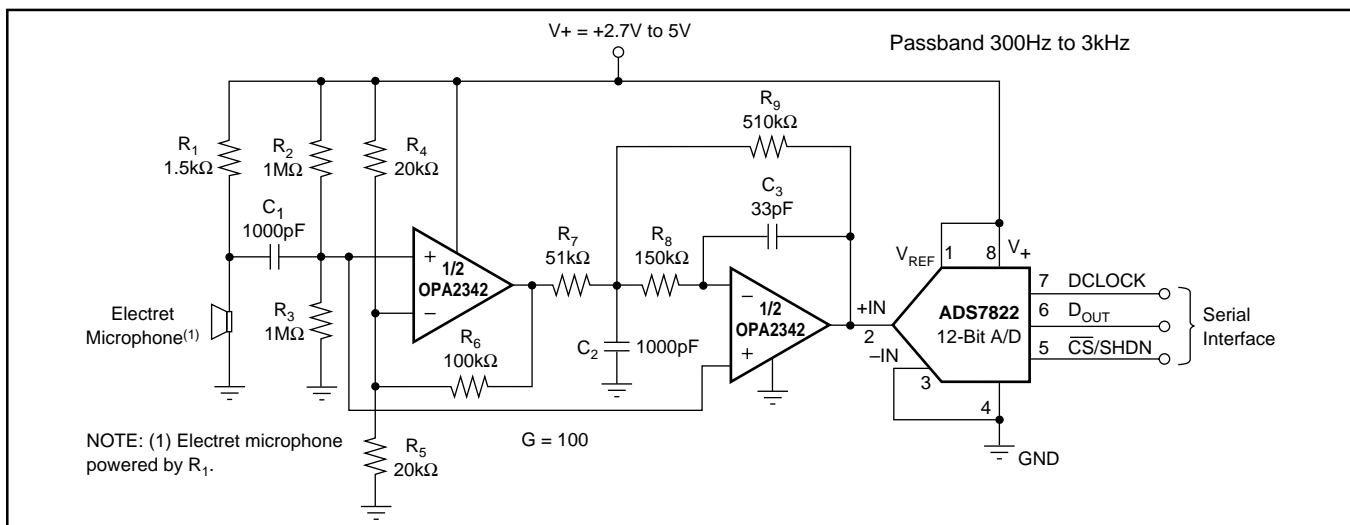 V+ = +2.7V to 5V
Passband 300Hz to 3kHz
R₁
1.5kΩ
R₂
1MΩ
R₄
20kΩ
R₉
510kΩ
C₁
1000pF
C₃
33pF
R₇
51kΩ
R₈
150kΩ
V_REF
1
8
V+
+
1/2
OPA2342
−
−
1/2
OPA2342
+
7
DCLOCK
ADS7822
12-Bit A/D
6
D_OUT
5
C̅S̅/SHDN
Serial
Interface
+IN
2
−IN
3
4
Electret
Microphone(1)
R₃
1MΩ
R₆
100kΩ
C₂
1000pF
NOTE: (1) Electret microphone
powered by R₁.
R₅
20kΩ
G = 100
GND